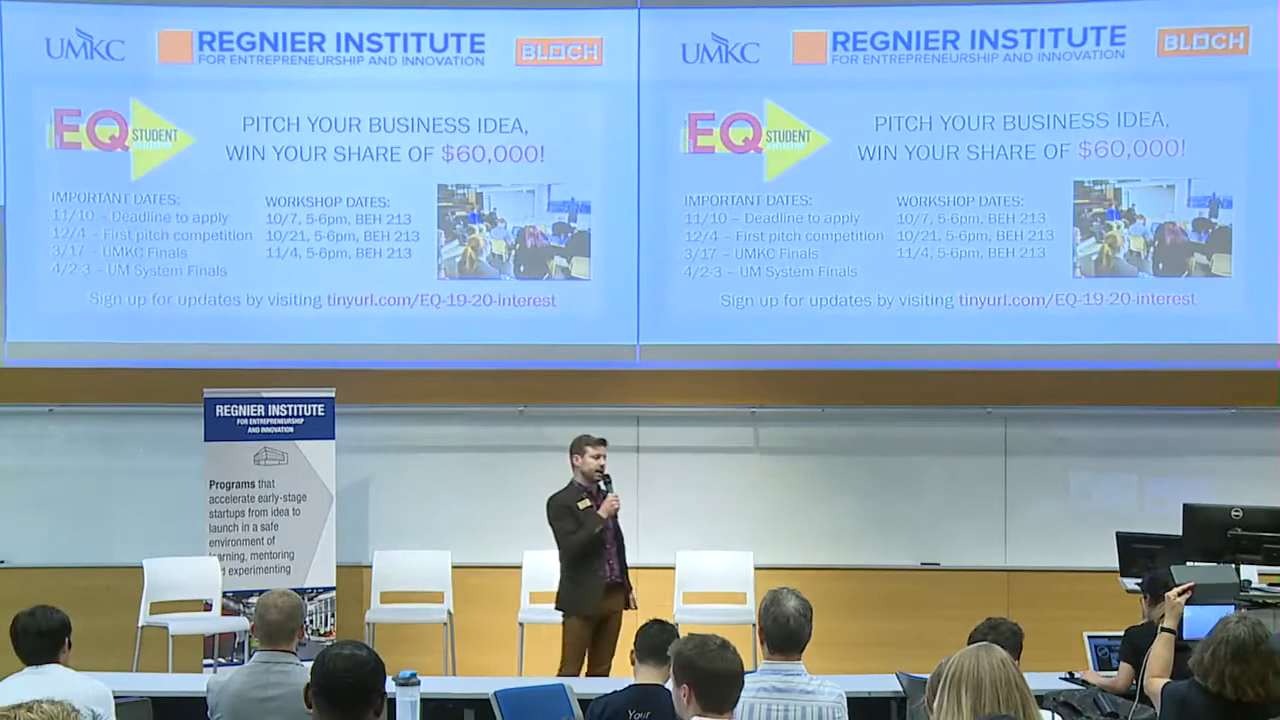 UMKC
REGNIER INSTITUTE
FOR ENTREPRENEURSHIP AND INNOVATION
BLOCH
EQ STUDENT
PITCH YOUR BUSINESS IDEA,
WIN YOUR SHARE OF $60,000!
IMPORTANT DATES:
11/10 – Deadline to apply
12/4 – First pitch competition
3/17 – UMKC Finals
4/2-3 – UM System Finals
WORKSHOP DATES:
10/7, 5-6pm, BEH 213
10/21, 5-6pm, BEH 213
11/4, 5-6pm, BEH 213
Sign up for updates by visiting tinyurl.com/EQ-19-20-interest
UMKC
REGNIER INSTITUTE
FOR ENTREPRENEURSHIP AND INNOVATION
BLOCH
EQ STUDENT
PITCH YOUR BUSINESS IDEA,
WIN YOUR SHARE OF $60,000!
IMPORTANT DATES:
11/10 – Deadline to apply
12/4 – First pitch competition
3/17 – UMKC Finals
4/2-3 – UM System Finals
WORKSHOP DATES:
10/7, 5-6pm, BEH 213
10/21, 5-6pm, BEH 213
11/4, 5-6pm, BEH 213
Sign up for updates by visiting tinyurl.com/EQ-19-20-interest
REGNIER INSTITUTE
FOR ENTREPRENEURSHIP
AND INNOVATION
Programs that
accelerate early-stage
startups from idea to
launch in a safe
environment of
learning, mentoring
and experimenting
DELL
Your